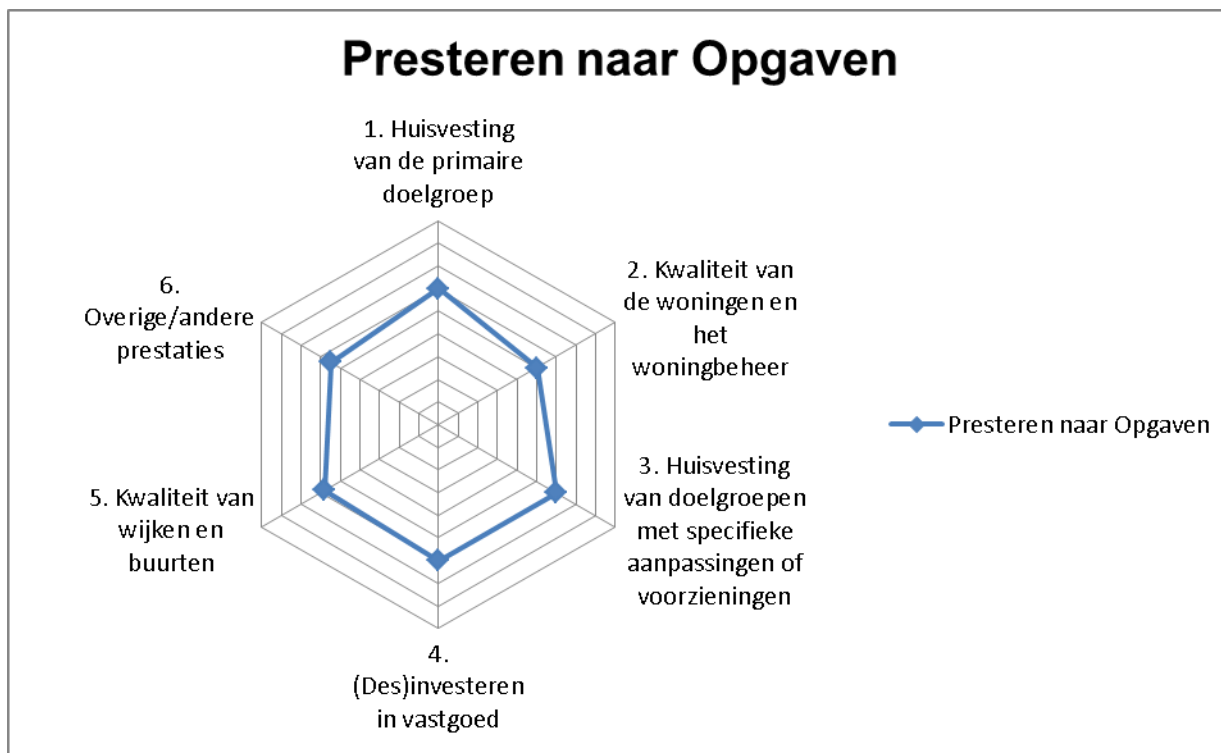 Presteren naar Opgaven
1. Huisvesting
van de primaire
doelgroep
2. Kwaliteit van
de woningen en
het
woningbeheer
3. Huisvesting
van doelgroepen
met specifieke
aanpassingen of
voorzieningen
4.
(Des)investeren
in vastgoed
5. Kwaliteit van
wijken en
buurten
6.
Overige/andere
prestaties
Presteren naar Opgaven